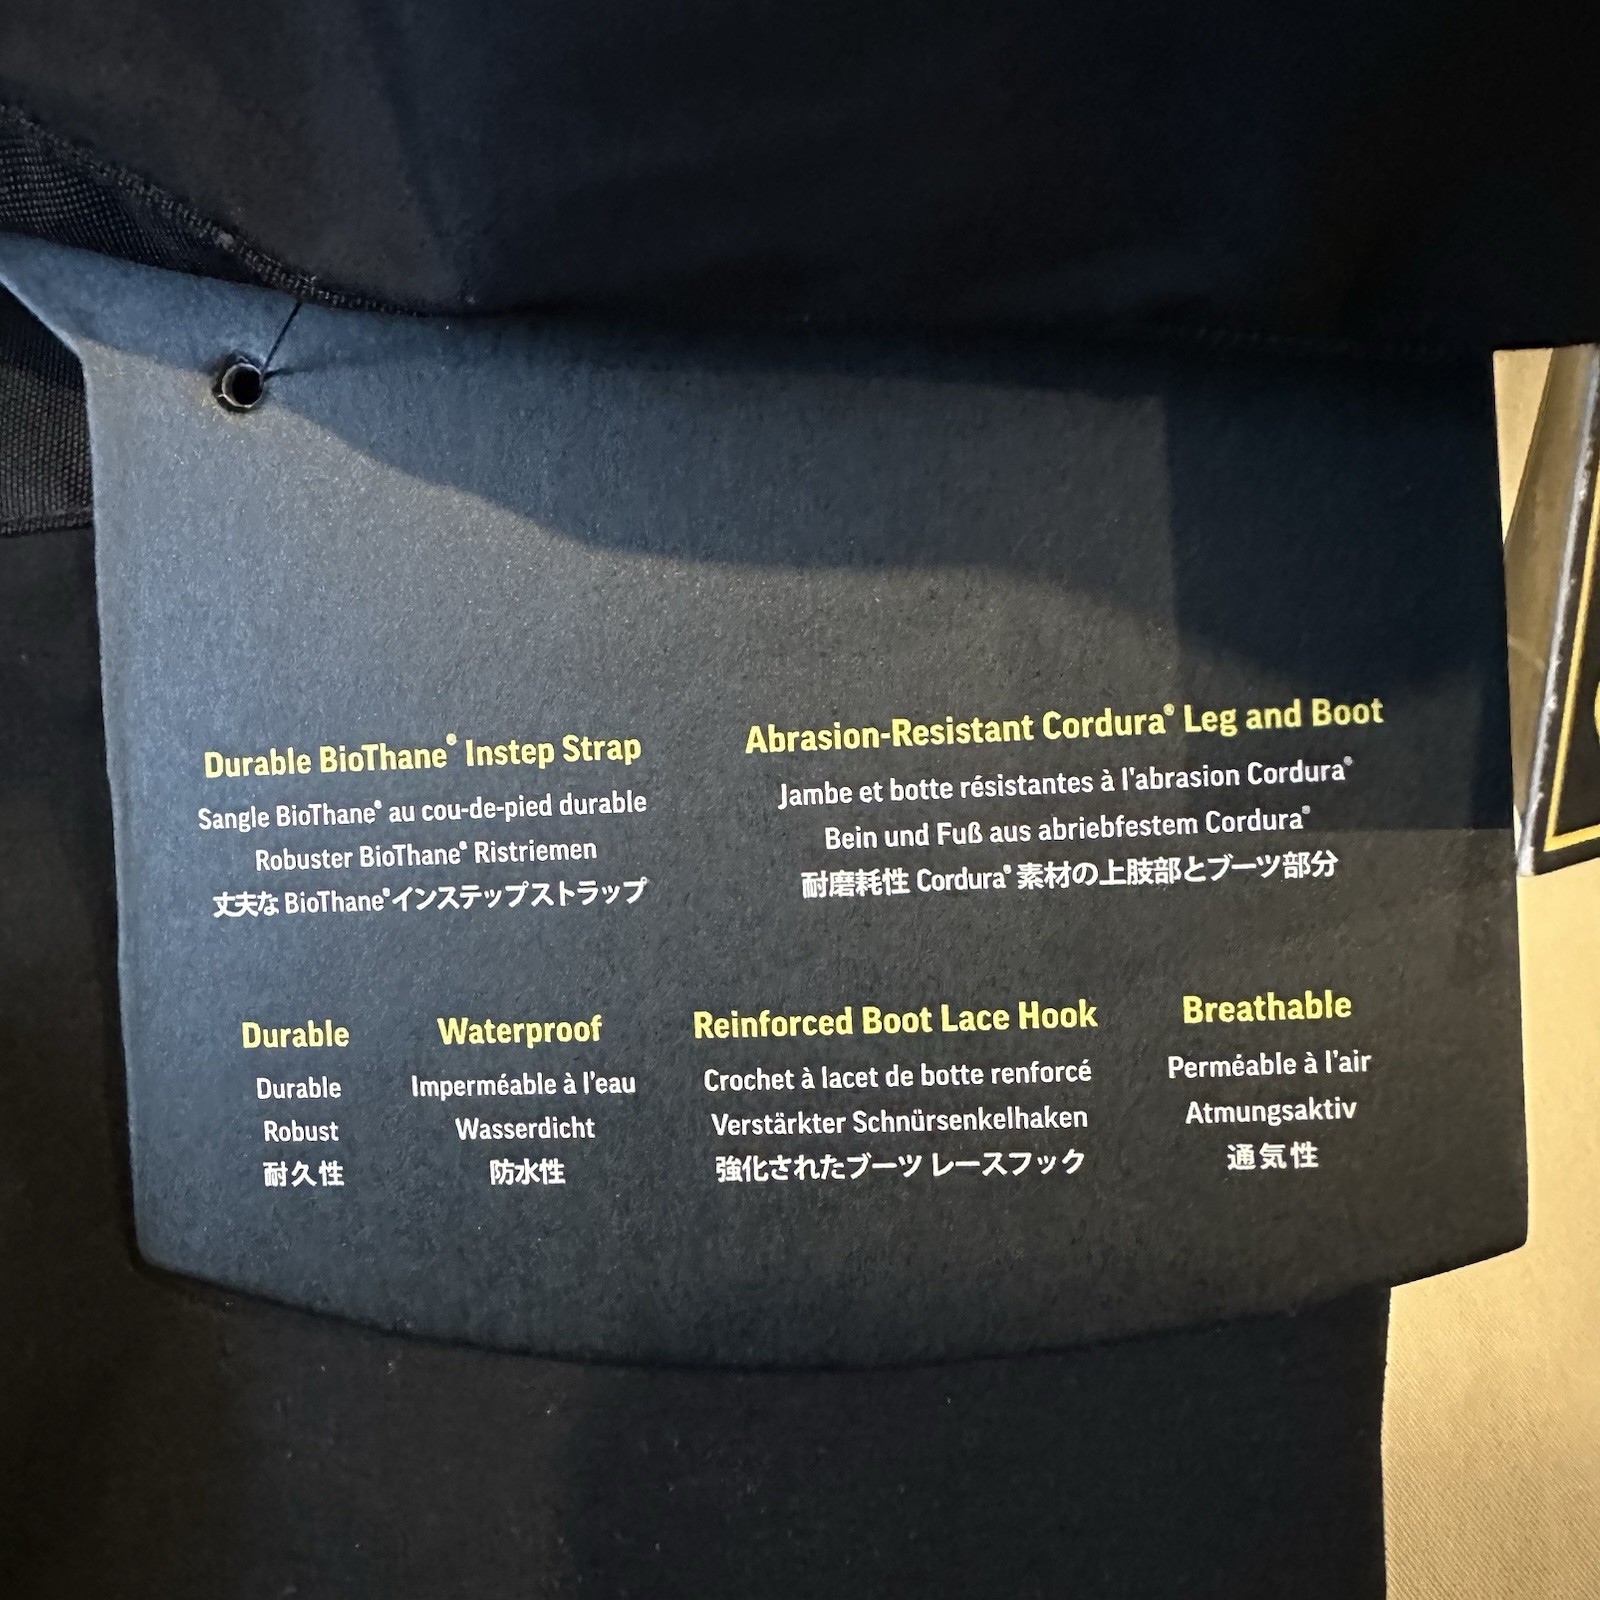 Durable BioThane® Instep Strap
Sangle BioThane® au cou-de-pied durable
Robuster BioThane® Ristriemen
丈夫な BioThane®インステップストラップ
Abrasion-Resistant Cordura® Leg and Boot
Jambe et botte résistantes à l'abrasion Cordura®
Bein und Fuß aus abriebfestem Cordura®
耐磨耗性 Cordura® 素材の上肢部とブーツ部分
Durable
Durable
Robust
耐久性
Waterproof
Imperméable à l'eau
Wasserdicht
防水性
Reinforced Boot Lace Hook
Crochet à lacet de botte renforcé
Verstärkter Schnürsenkelhaken
強化されたブーツ レースフック
Breathable
Perméable à l'air
Atmungsaktiv
通気性